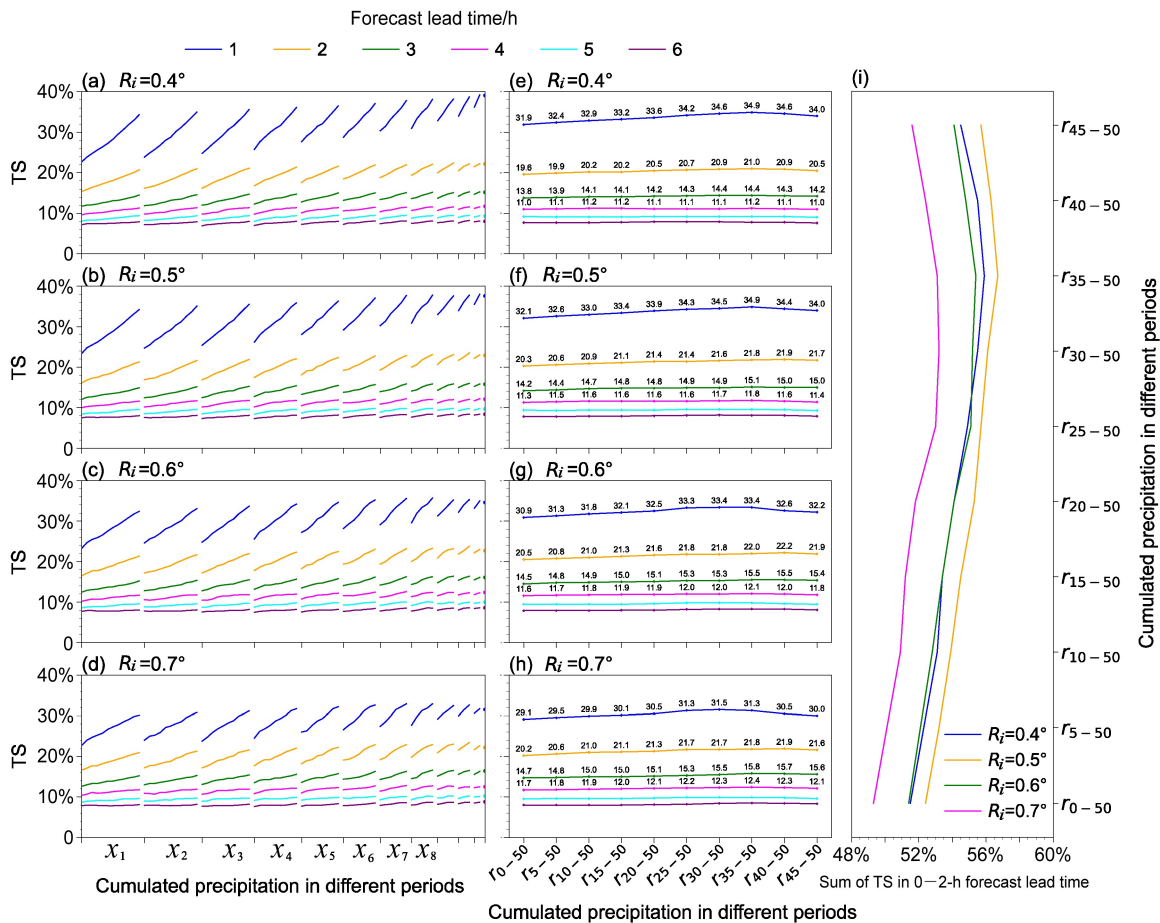 Forecast lead time/h
1 2 3 4 5 6
(a) Ri=0.4°
TS
40%
30%
20%
10%
0
(e) Ri=0.4°
31.9 32.4 32.9 33.2 33.6 34.2 34.6 34.9 34.6 34.0
19.6 19.9 20.2 20.2 20.5 20.7 20.9 21.0 20.9 20.5
13.8 13.9 14.1 14.1 14.2 14.3 14.4 14.4 14.3 14.2
11.0 11.1 11.2 11.2 11.1 11.1 11.1 11.2 11.1 11.0
(b) Ri=0.5°
TS
40%
30%
20%
10%
0
(f) Ri=0.5°
32.1 32.6 33.0 33.4 33.9 34.3 34.5 34.9 34.4 34.0
20.3 20.6 20.9 21.1 21.4 21.4 21.6 21.8 21.9 21.7
14.2 14.4 14.7 14.8 14.8 14.9 14.9 15.1 15.0 15.0
11.3 11.5 11.6 11.6 11.6 11.6 11.7 11.8 11.6 11.4
(c) Ri=0.6°
TS
40%
30%
20%
10%
0
(g) Ri=0.6°
30.9 31.3 31.8 32.1 32.5 33.3 33.4 33.4 32.6 32.2
20.5 20.8 21.0 21.3 21.6 21.8 21.8 22.0 22.2 21.9
14.5 14.8 14.9 15.0 15.1 15.3 15.3 15.5 15.5 15.4
11.6 11.7 11.8 11.9 11.9 12.0 12.0 12.1 12.0 11.8
(d) Ri=0.7°
TS
40%
30%
20%
10%
0
X1 X2 X3 X4 X5 X6 X7 X8
Cumulated precipitation in different periods
(h) Ri=0.7°
29.1 29.5 29.9 30.1 30.5 31.3 31.5 31.3 30.5 30.0
20.2 20.6 21.0 21.1 21.3 21.7 21.7 21.8 21.9 21.6
14.7 14.8 15.0 15.0 15.1 15.3 15.5 15.8 15.7 15.6
11.7 11.8 11.9 12.0 12.1 12.2 12.3 12.4 12.3 12.1
r0−50 r5−50 r10−50 r15−50 r20−50 r25−50 r30−50 r35−50 r40−50 r45−50
Cumulated precipitation in different periods
(i)
r45−50
r40−50
r35−50
r30−50
r25−50
r20−50
r15−50
r10−50
r5−50
r0−50
Cumulated precipitation in different periods
Ri=0.4°
Ri=0.5°
Ri=0.6°
Ri=0.7°
48% 52% 56% 60%
Sum of TS in 0−2-h forecast lead time